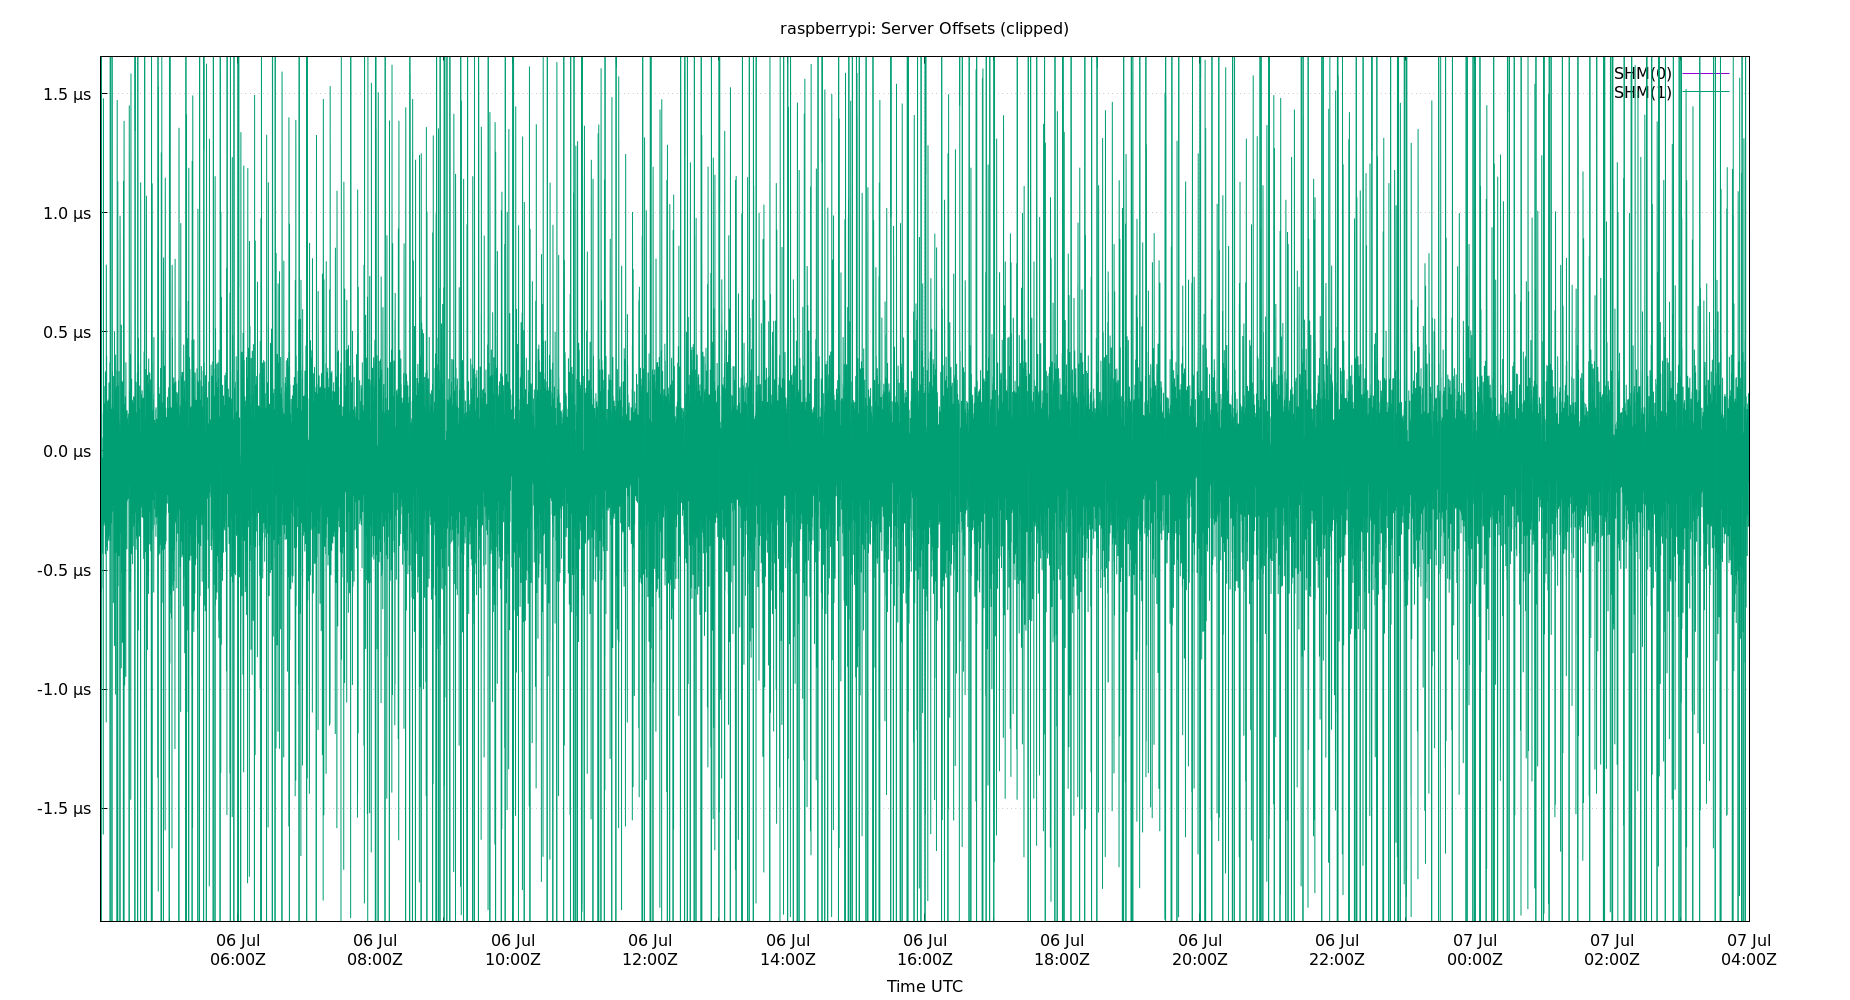 raspberrypi: Server Offsets (clipped)
SHM(0)
SHM(1)
1.5 µs
1.0 µs
0.5 µs
0.0 µs
-0.5 µs
-1.0 µs
-1.5 µs
06 Jul 06 Jul 06 Jul 06 Jul 06 Jul 06 Jul 06 Jul 06 Jul 06 Jul 07 Jul 07 Jul 07 Jul
06:00Z 08:00Z 10:00Z 12:00Z 14:00Z 16:00Z 18:00Z 20:00Z 22:00Z 00:00Z 02:00Z 04:00Z
Time UTC